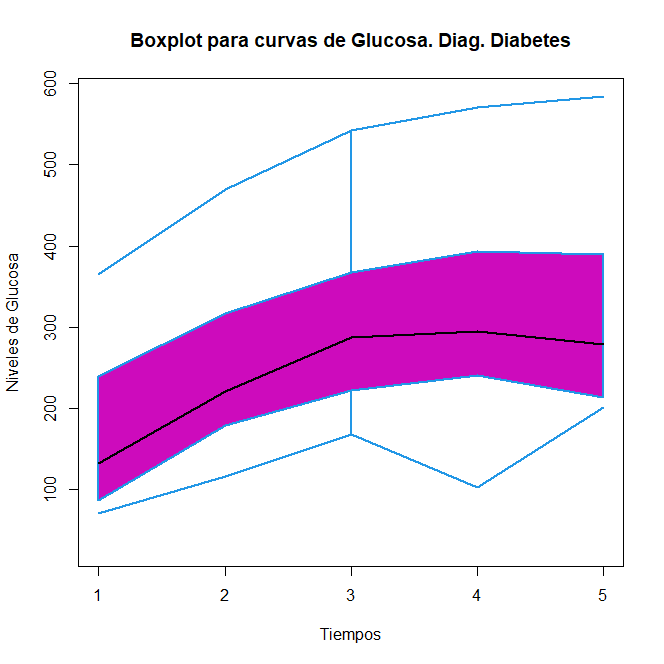 Boxplot para curvas de Glucosa. Diag. Diabetes
600
500
400
300
200
100
Niveles de Glucosa
1 2 3 4 5
Tiempos